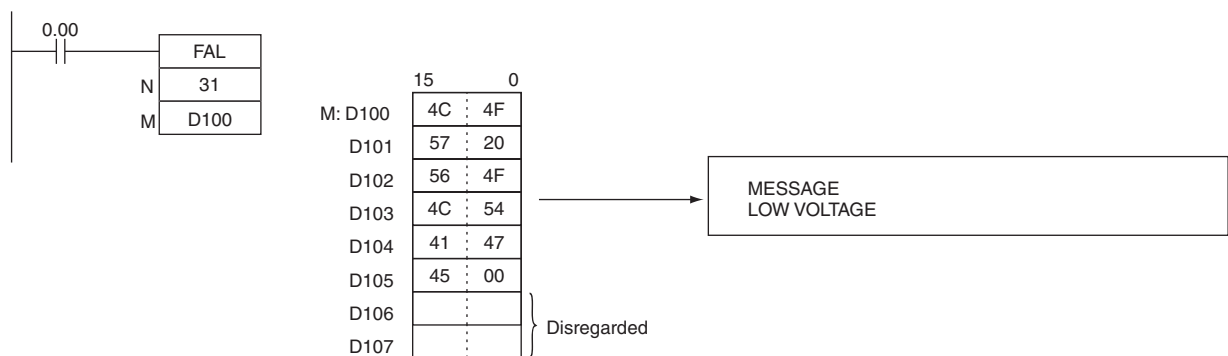 0.00
FAL
N 31
M D100
15 0
M: D100 4C 4F
D101 57 20
D102 56 4F
D103 4C 54
D104 41 47
D105 45 00
D106
D107
Disregarded
MESSAGE
LOW VOLTAGE